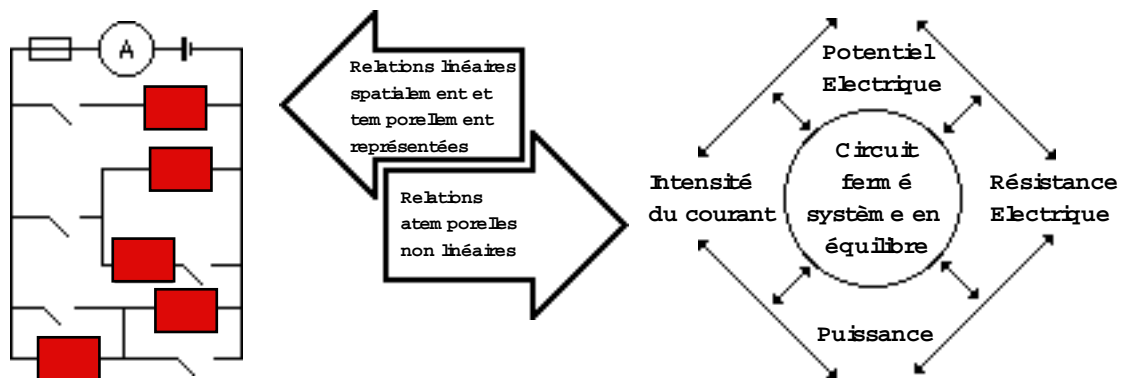 A
Relations linéaires
spatialement et
temporellement
représentées
Relations
atemporelles
non linéaires
Potentiel
Electrique
Intensité
du courant
Circuit
fermé
système en
équilibre
Résistance
Electrique
Puissance